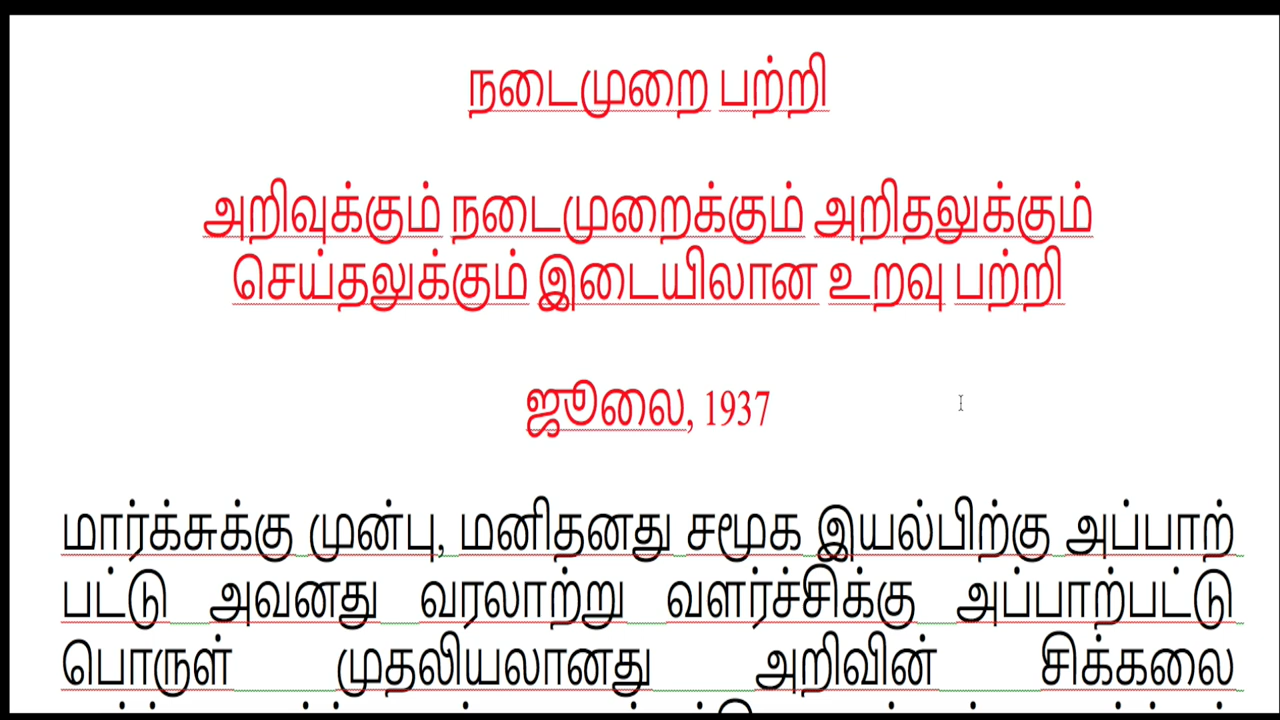 நடைமுறை பற்றி
அறிவுக்கும் நடைமுறைக்கும் அறிதலுக்கும்
செய்தலுக்கும் இடையிலான உறவு பற்றி
ஜூலை, 1937
மார்க்சுக்கு முன்பு, மனிதனது சமூக இயல்பிற்கு அப்பாற்
பட்டு அவனது வரலாற்று வளர்ச்சிக்கு அப்பாற்பட்டு
பொருள் முதலியலானது அறிவின் சிக்கலை